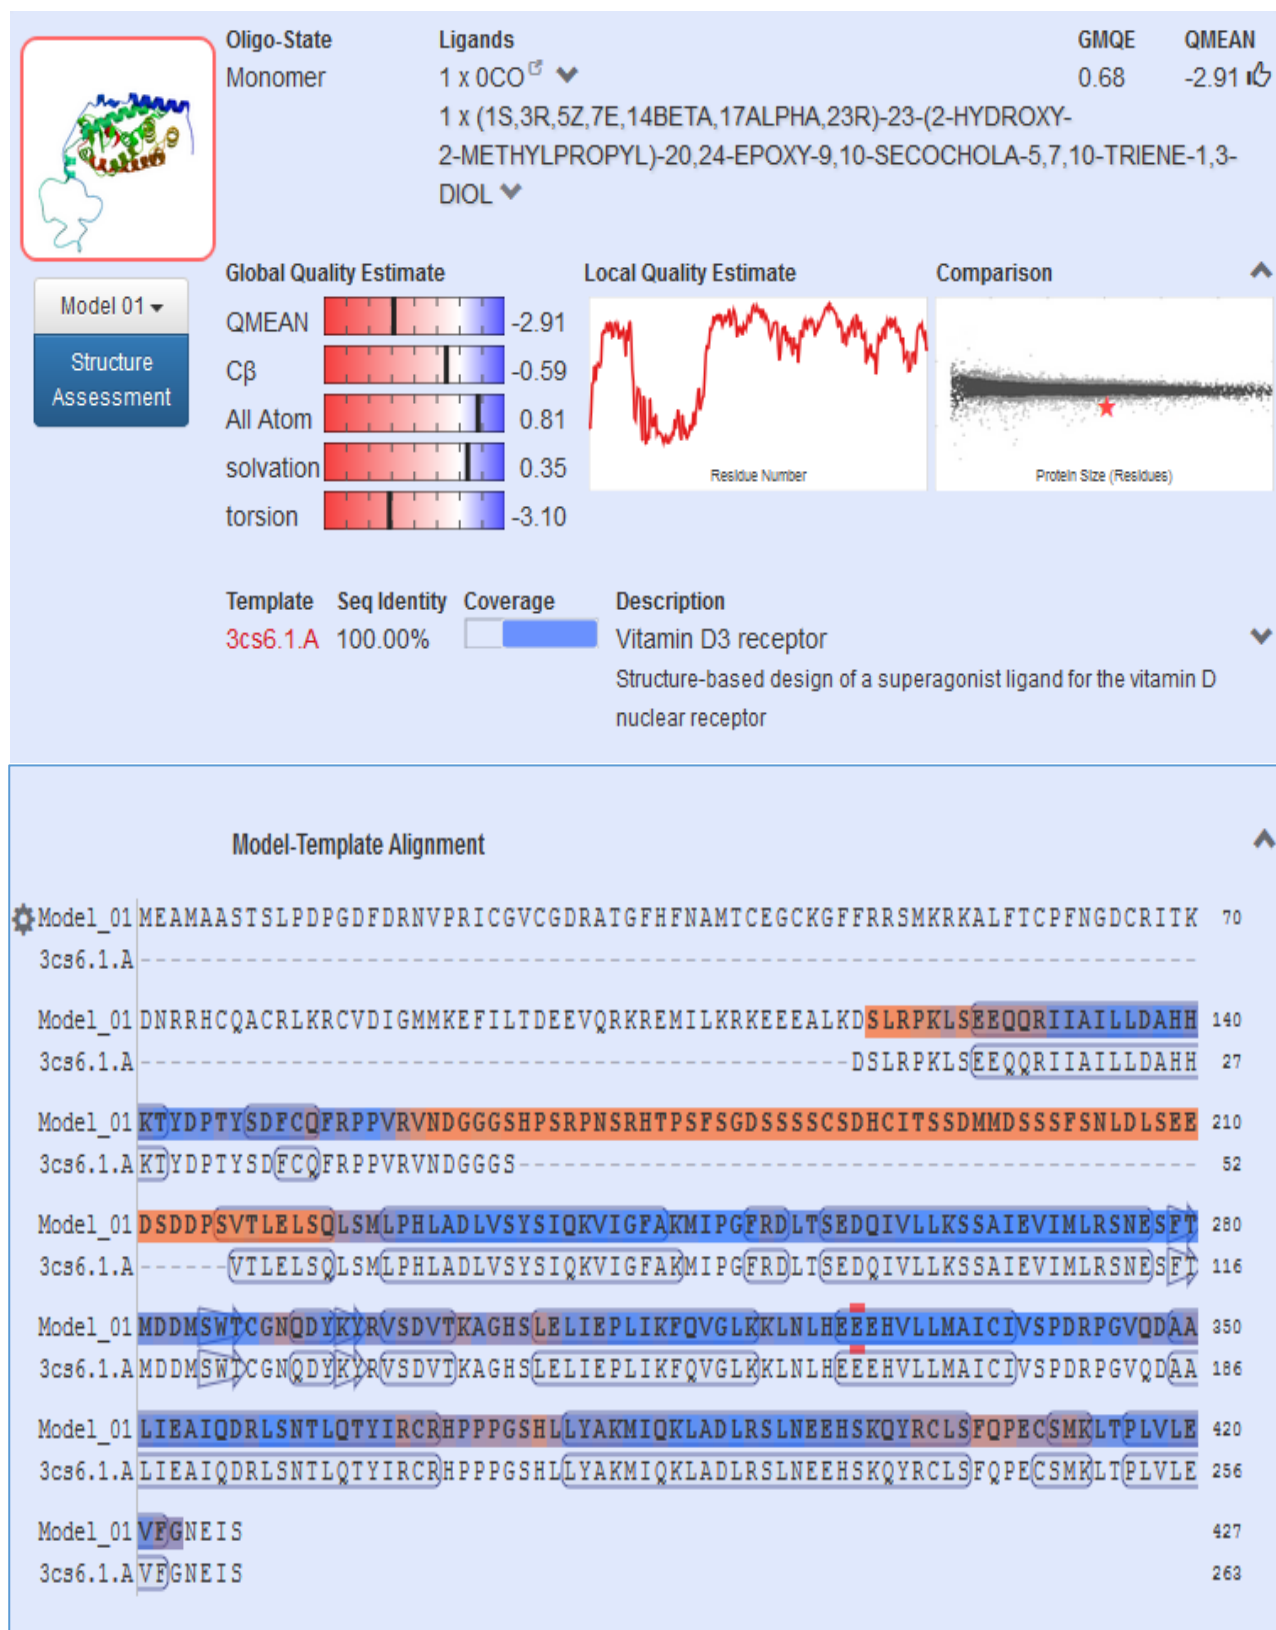 Oligo-State Ligands GMQE QMEAN
Monomer 1 x 0CO 0.68 -2.91
1 x (1S,3R,5Z,7E,14BETA,17ALPHA,23R)-23-(2-HYDROXY-
2-METHYLPROPYL)-20,24-EPOXY-9,10-SECOCHOLA-5,7,10-TRIENE-1,3-
DIOL
Global Quality Estimate Local Quality Estimate Comparison
Model 01
Structure
Assessment
QMEAN -2.91
Cβ -0.59
All Atom 0.81
solvation 0.35
torsion -3.10
Residue Number
Protein Size (Residues)
Template Seq Identity Coverage Description
3cs6.1.A 100.00% Vitamin D3 receptor
Structure-based design of a superagonist ligand for the vitamin D
nuclear receptor
Model-Template Alignment
Model_01 MEAMAASTSLPDPGDFDRNVPRICGVCGDRATGFHFNAMTCEGCKGFFRRSMKRKALFTCPFNGDCRITK 70
3cs6.1.A ----------------------------------------------------------------------
Model_01 DNRRHCQACRLKRCVDIGMMKEFILTDEEVQRKREMILKRKEEEALKDSLRPKLSEEQQRIIAILLDAHH 140
3cs6.1.A -----------------------------------------------DSLRPKLSEEQQRIIAILLDAHH 27
Model_01 KTYDPTYSDFCQFRPPVRVNDGGGSHPSRPNSRHTPSFSGDSSSSCSDHCITSSDMMDSSSFSNLDLSEE 210
3cs6.1.A KTYDPTYSDFCQFRPPVRVNDGGGS--------------------------------------------- 52
Model_01 DSDDPSVTLELSQLSMLPHLADLVSYSIQKVIGFAKMIPGFRDLTSEDQIVLLKSSAIEVIMLRSNESFT 280
3cs6.1.A ------VTLELSQLSMLPHLADLVSYSIQKVIGFAKMIPGFRDLTSEDQIVLLKSSAIEVIMLRSNESFT 116
Model_01 MDDMSWTCGNQDYKYRVSDVTKAGHSLELIEPLIKFQVGLKKLNLHEEEHVLLMAICIVSPDRPGVQDAA 350
3cs6.1.A MDDMSWTCGNQDYKYRVSDVTKAGHSLELIEPLIKFQVGLKKLNLHEEEHVLLMAICIVSPDRPGVQDAA 186
Model_01 LIEAIQDRLSNTLQTYIRCRHPPPGSHLLYAKMIQKLADLRSLNEEHSKQYRCLSFQPECSMKLTPLVLE 420
3cs6.1.A LIEAIQDRLSNTLQTYIRCRHPPPGSHLLYAKMIQKLADLRSLNEEHSKQYRCLSFQPECSMKLTPLVLE 256
Model_01 VFGNEIS 427
3cs6.1.A VFGNEIS 263